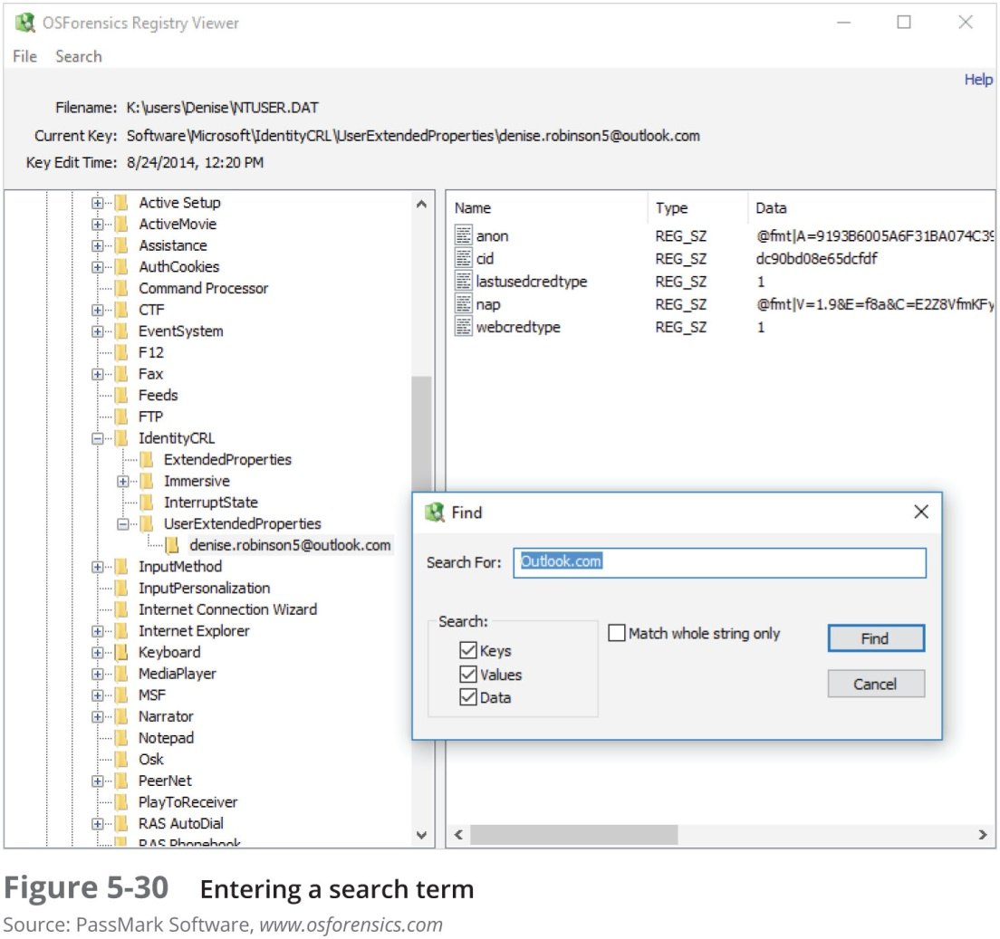 OSForensics Registry Viewer
File Search
Help
Filename: K:\users\Denise\NTUSER.DAT
Current Key: Software\Microsoft\IdentityCRL\UserExtendedProperties\denise.robinson5@outlook.com
Key Edit Time: 8/24/2014, 12:20 PM
Active Setup
ActiveMovie
Assistance
AuthCookies
Command Processor
CTF
EventSystem
F12
Fax
Feeds
FTP
IdentityCRL
ExtendedProperties
Immersive
InterruptState
UserExtendedProperties
denise.robinson5@outlook.com
InputMethod
InputPersonalization
Internet Connection Wizard
Internet Explorer
Keyboard
MediaPlayer
MSF
Narrator
Notepad
Osk
PeerNet
PlayToReceiver
RAS AutoDial
RAS Phonebook
Name Type Data
anon REG_SZ @fmt|A=9193B6005A6F31BA074C39
cid REG_SZ dc90bd08e65dcfdf
lastusedcredtype REG_SZ 1
nap REG_SZ @fmt|V=1.9&E=f8a&C=E2Z8VfmKFy
webcredtype REG_SZ 1
Find
Search For: Outlook.com
Search:
Keys
Values
Data
Match whole string only
Find
Cancel
Figure 5-30 Entering a search term
Source: PassMark Software, www.osforensics.com